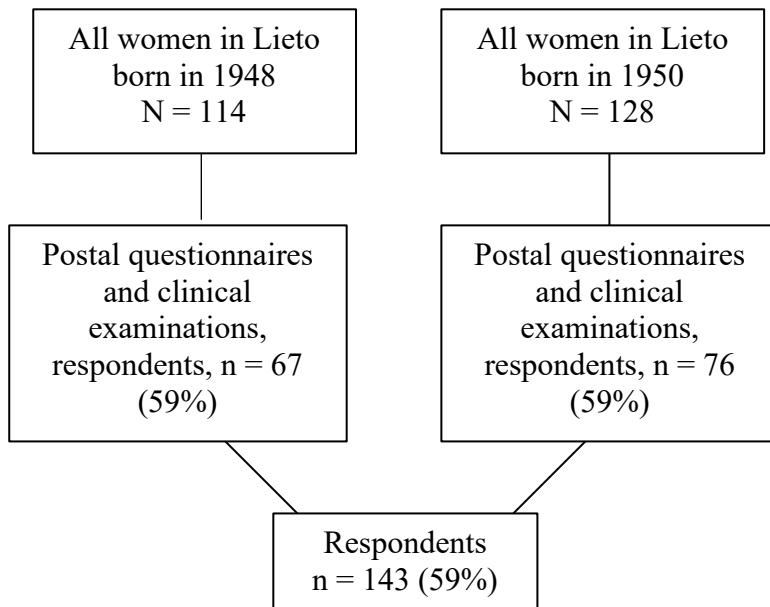 All women in Lieto
born in 1948
N = 114
All women in Lieto
born in 1950
N = 128
Postal questionnaires
and clinical
examinations,
respondents, n = 67
(59%)
Postal questionnaires
and clinical
examinations,
respondents, n = 76
(59%)
Respondents
n = 143 (59%)